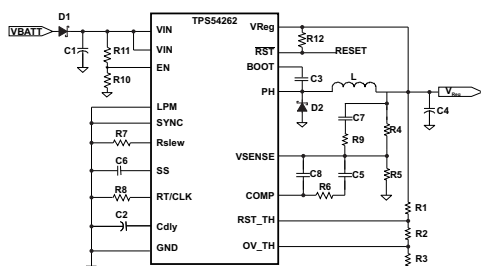 D1
VBATT
C1
R11
R10
TPS54262
VIN
VIN
EN
LPM
SYNC
Rslew
SS
RT/CLK
Cdly
GND
VReg
RST
BOOT
PH
VSENSE
COMP
RST_TH
OV_TH
R7
C6
R8
C2
R12
RESET
C3
L
D2
C7
R9
R4
V Reg
C4
C8
C5
R6
R5
R1
R2
R3